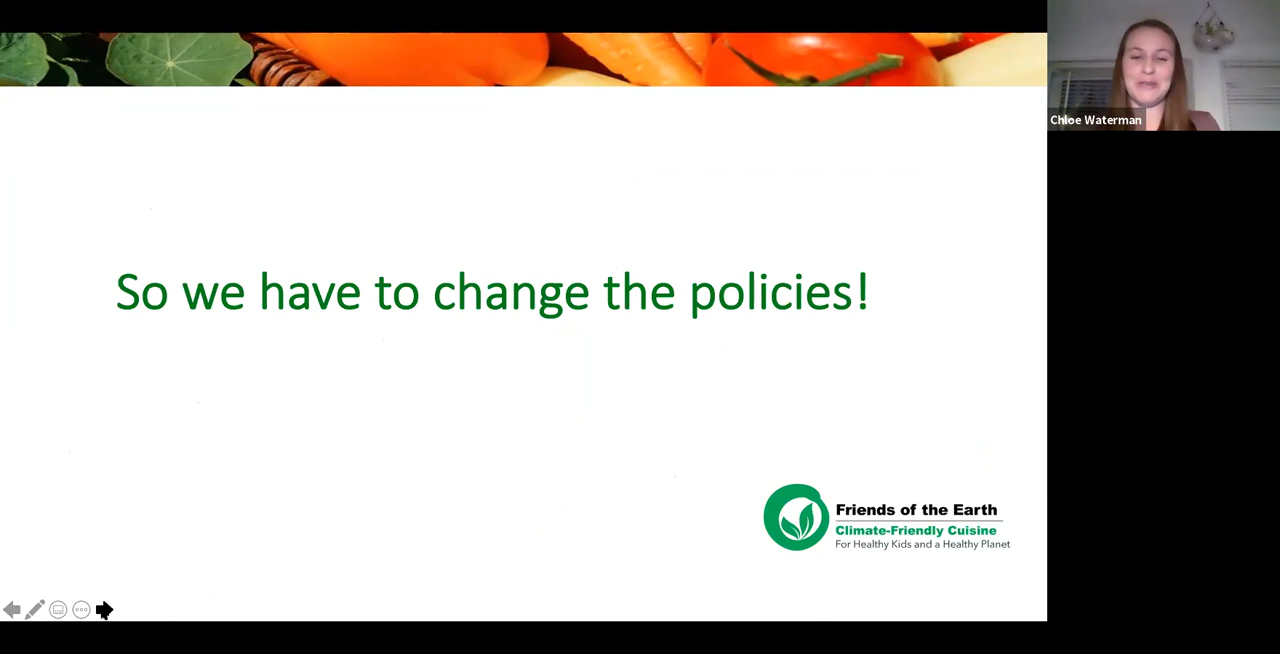 Chloe Waterman
So we have to change the policies!
Friends of the Earth
Climate-Friendly Cuisine
For Healthy Kids and a Healthy Planet